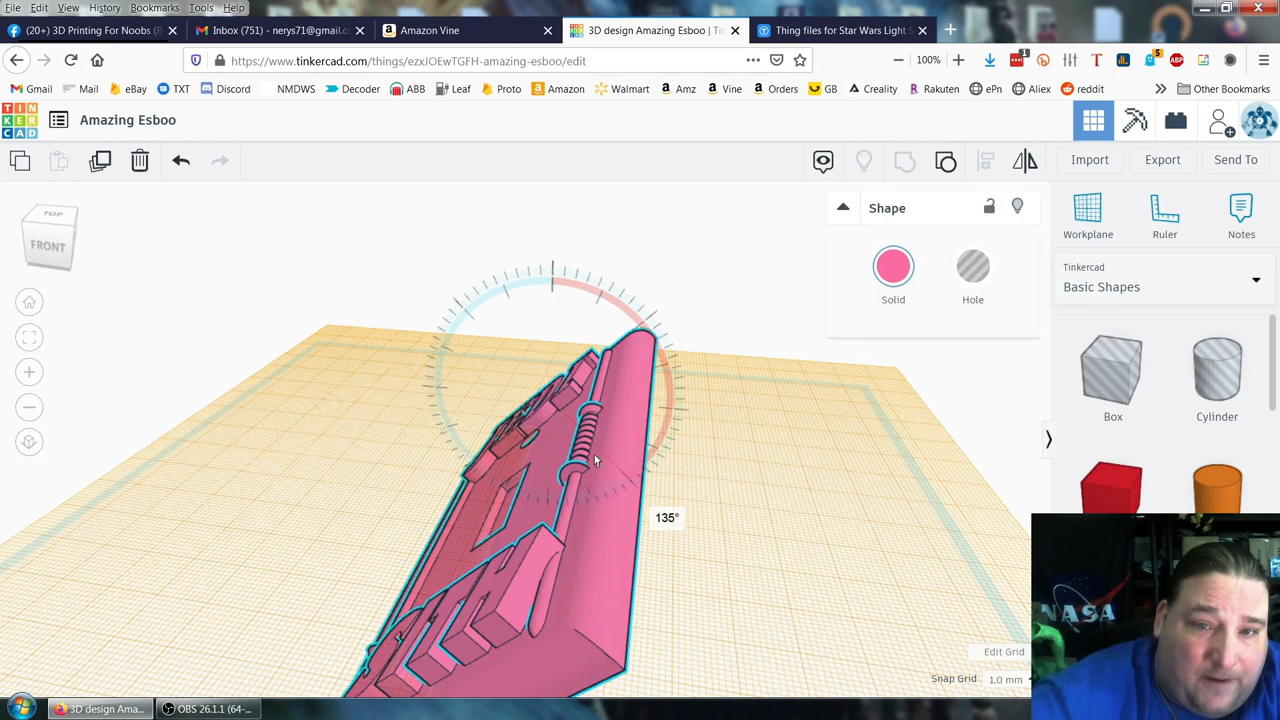 File Edit View History Bookmarks Tools Help
(20+) 3D Printing For Noobs (B
Inbox (751) - nerys71@gmail.c
Amazon Vine
3D design Amazing Esboo | Tin
Thing files for Star Wars Light S
https://www.tinkercad.com/things/ezxJOEwTGFH-amazing-esboo/edit
100%
1
5
ABP
Gmail Mail eBay TXT Discord NMDWS Decoder ABB Leaf Proto Amazon Walmart Amz Vine Orders GB Creality Rakuten ePn Aliex reddit Other Bookmarks
TIN
KER
CAD
Amazing Esboo
Import
Export
Send To
TOP
FRONT
Shape
Solid
Hole
Workplane
Ruler
Notes
Tinkercad
Basic Shapes
Box
Cylinder
135°
Edit Grid
Snap Grid 1.0 mm
NASA
3D design Ama...
OBS 26.1.1 (64-...